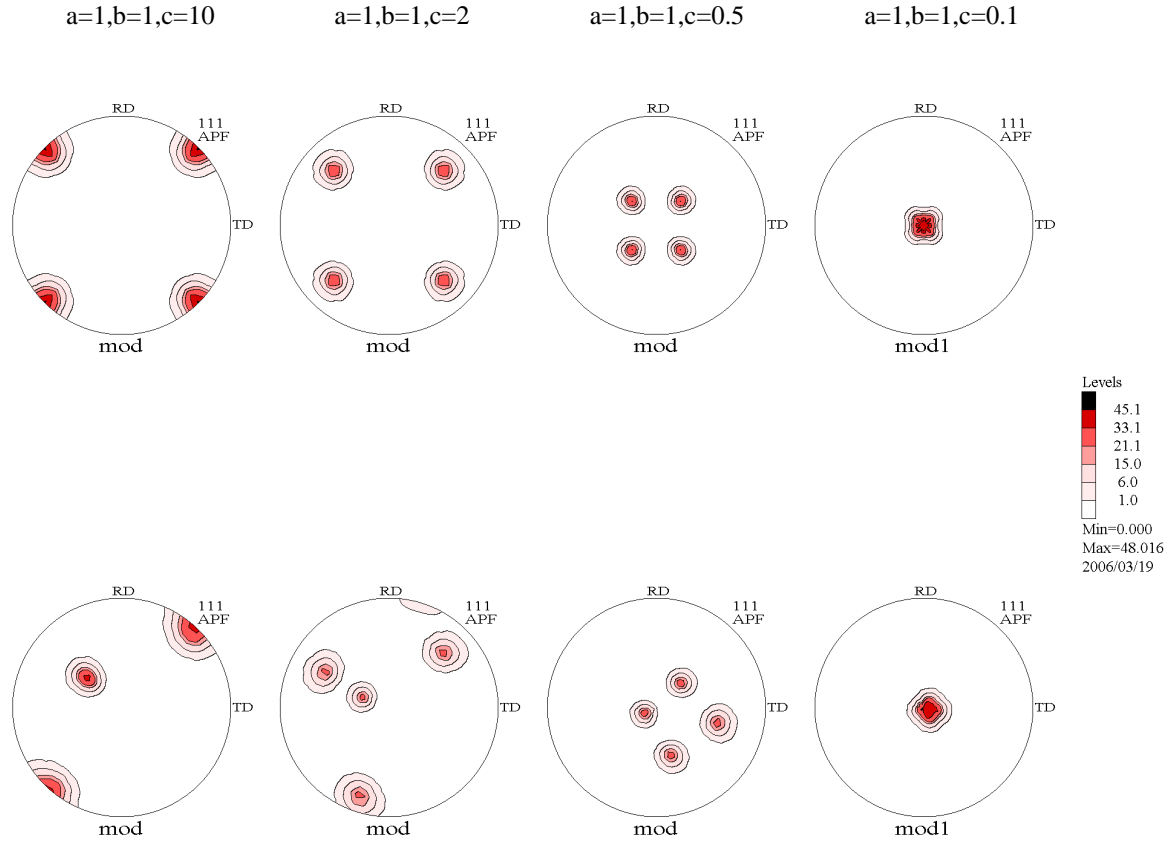 a=1,b=1,c=10 a=1,b=1,c=2 a=1,b=1,c=0.5 a=1,b=1,c=0.1
RD RD RD RD
111 111 111 111
APF APF APF APF
TD TD TD TD
mod mod mod mod1
Levels
45.1
33.1
21.1
15.0
6.0
1.0
Min=0.000
Max=48.016
2006/03/19
RD RD RD RD
111 111 111 111
APF APF APF APF
TD TD TD TD
mod mod mod mod1